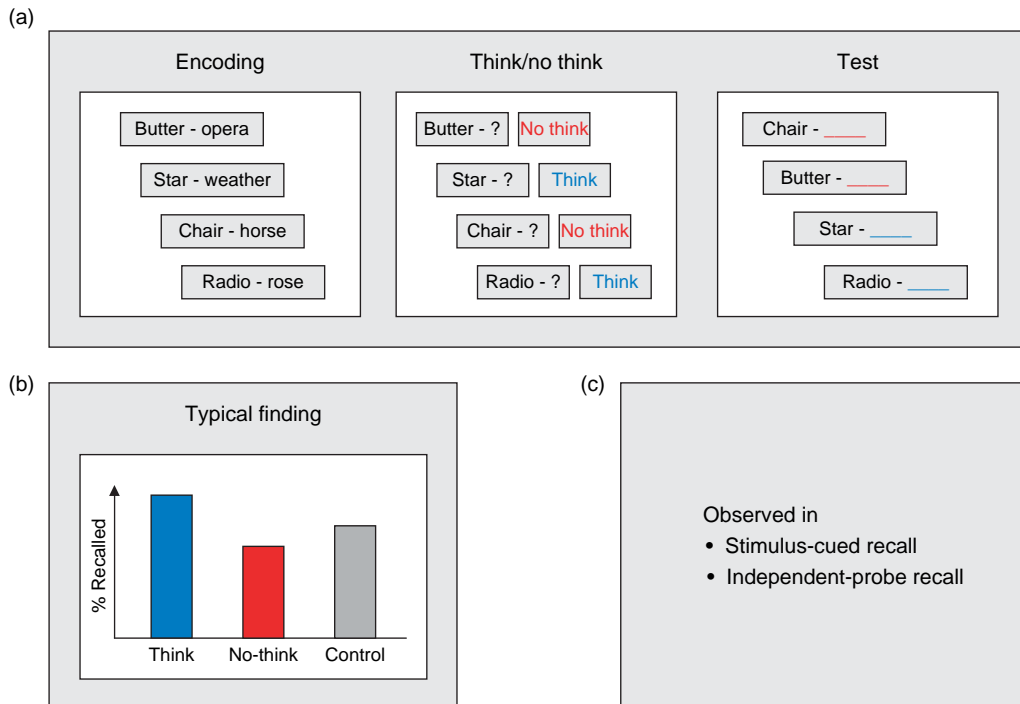 (a)
Encoding
Butter - opera
Star - weather
Chair - horse
Radio - rose
Think/no think
Butter - ? No think
Star - ? Think
Chair - ? No think
Radio - ? Think
Test
Chair - ____
Butter - ____
Star - ____
Radio - ____
(b)
Typical finding
% Recalled
Think No-think Control
(c)
Observed in
• Stimulus-cued recall
• Independent-probe recall